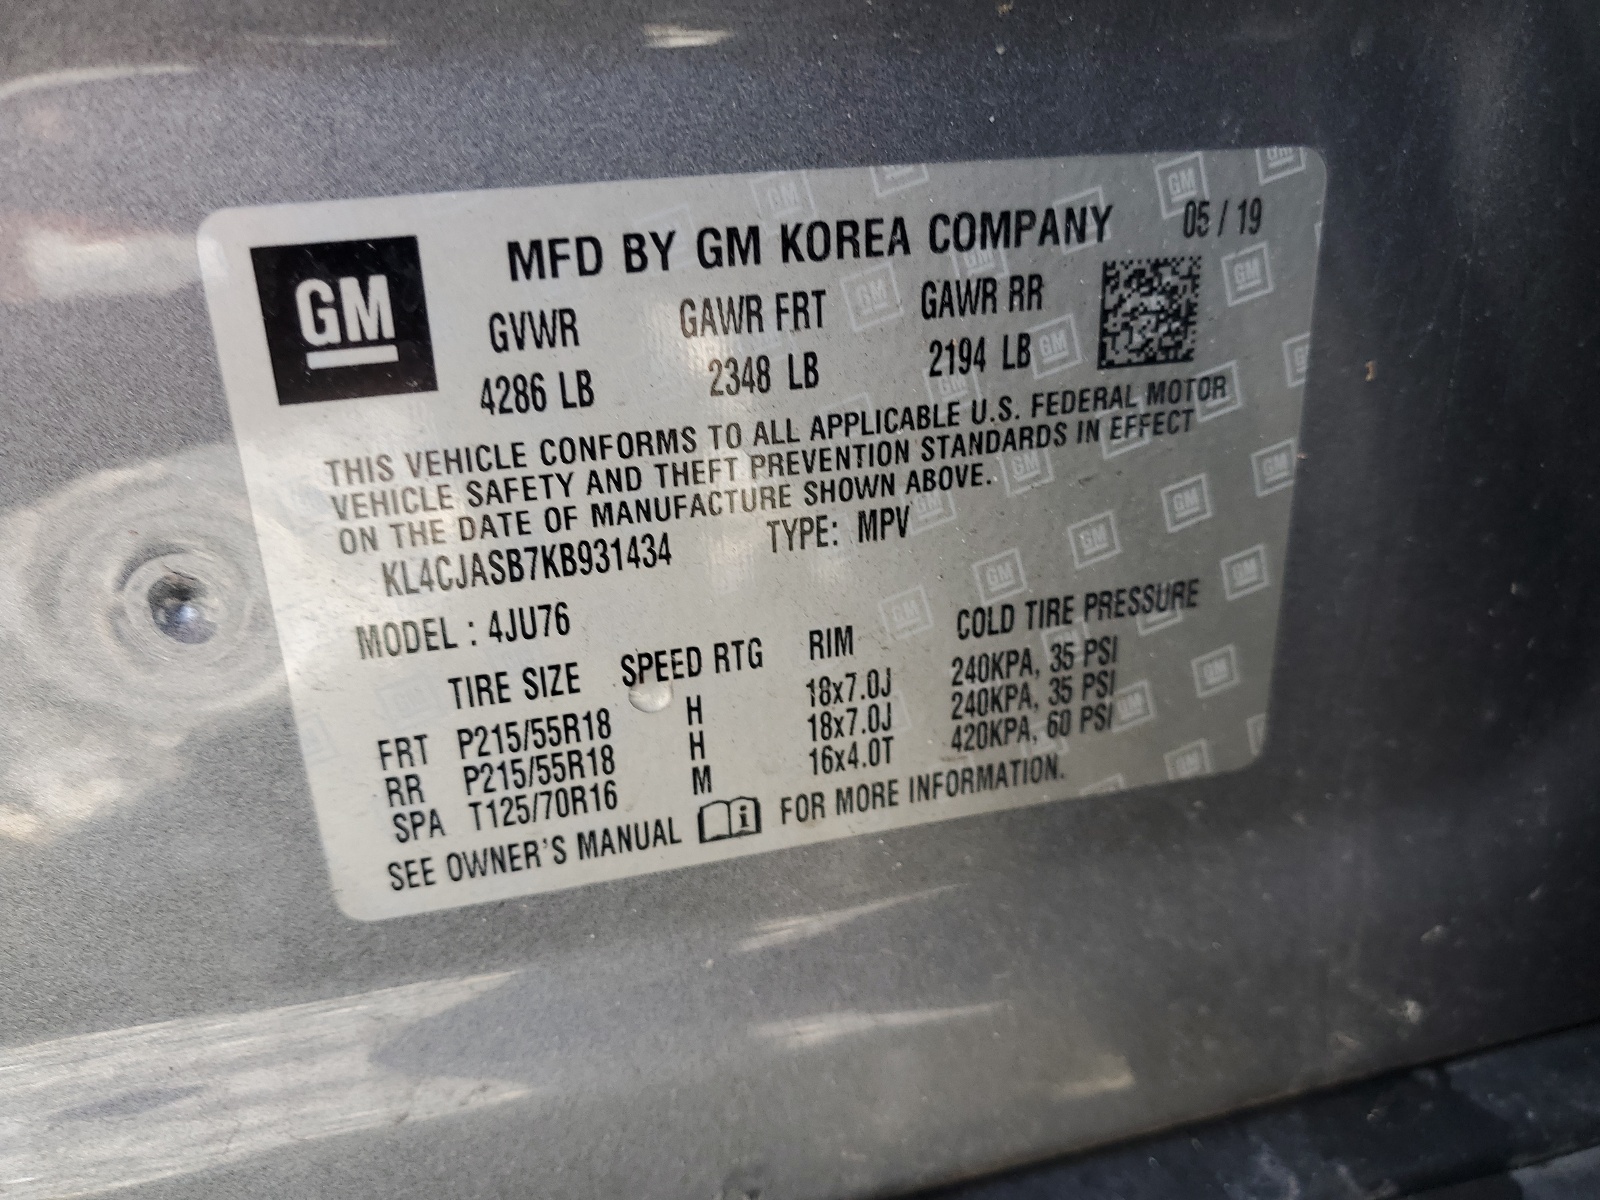 GM
MFD BY GM KOREA COMPANY 05 / 19
GVWR GAWR FRT GAWR RR
4286 LB 2348 LB 2194 LB
THIS VEHICLE CONFORMS TO ALL APPLICABLE U.S. FEDERAL MOTOR
VEHICLE SAFETY AND THEFT PREVENTION STANDARDS IN EFFECT
ON THE DATE OF MANUFACTURE SHOWN ABOVE.
KL4CJASB7KB931434 TYPE: MPV
MODEL : 4JU76
TIRE SIZE SPEED RTG RIM COLD TIRE PRESSURE
FRT P215/55R18 H 18x7.0J 240KPA, 35 PSI
RR P215/55R18 H 18x7.0J 240KPA, 35 PSI
SPA T125/70R16 M 16x4.0T 420KPA, 60 PSI
SEE OWNER'S MANUAL FOR MORE INFORMATION.